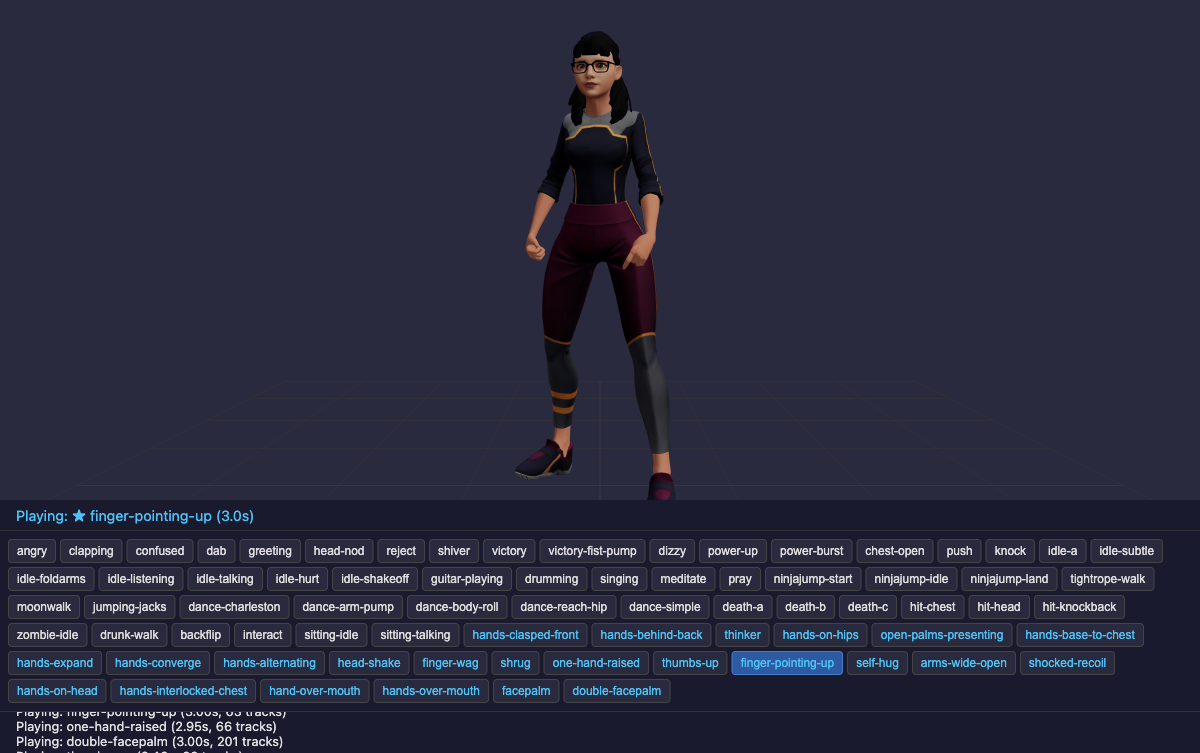 Playing: ★ finger-pointing-up (3.0s)
angry clapping confused dab greeting head-nod reject shiver victory victory-fist-pump dizzy power-up power-burst chest-open push knock idle-a idle-subtle
idle-foldarms idle-listening idle-talking idle-hurt idle-shakeoff guitar-playing drumming singing meditate pray ninjajump-start ninjajump-idle ninjajump-land tightrope-walk
moonwalk jumping-jacks dance-charleston dance-arm-pump dance-body-roll dance-reach-hip dance-simple death-a death-b death-c hit-chest hit-head hit-knockback
zombie-idle drunk-walk backflip interact sitting-idle sitting-talking hands-clasped-front hands-behind-back thinker hands-on-hips open-palms-presenting hands-base-to-chest
hands-expand hands-converge hands-alternating head-shake finger-wag shrug one-hand-raised thumbs-up finger-pointing-up self-hug arms-wide-open shocked-recoil
hands-on-head hands-interlocked-chest hand-over-mouth hands-over-mouth facepalm double-facepalm
Playing: finger-pointing-up (3.00s, 63 tracks)
Playing: one-hand-raised (2.95s, 66 tracks)
Playing: double-facepalm (3.00s, 201 tracks)